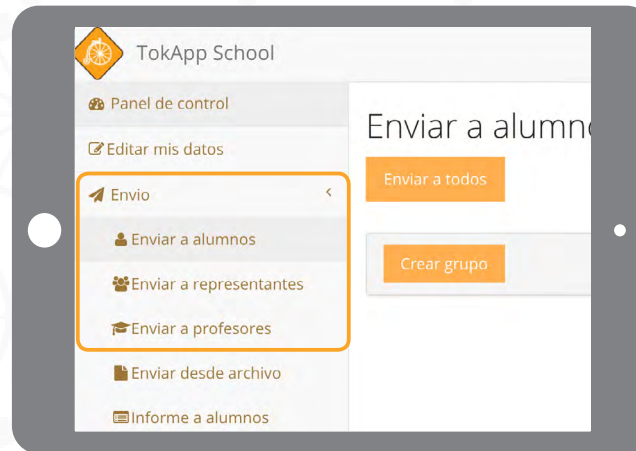 TokApp School
Panel de control
Editar mis datos
Envio
Enviar a alumnos
Enviar a representantes
Enviar a profesores
Enviar desde archivo
Informe a alumnos
Enviar a alumn
Enviar a todos
Crear grupo